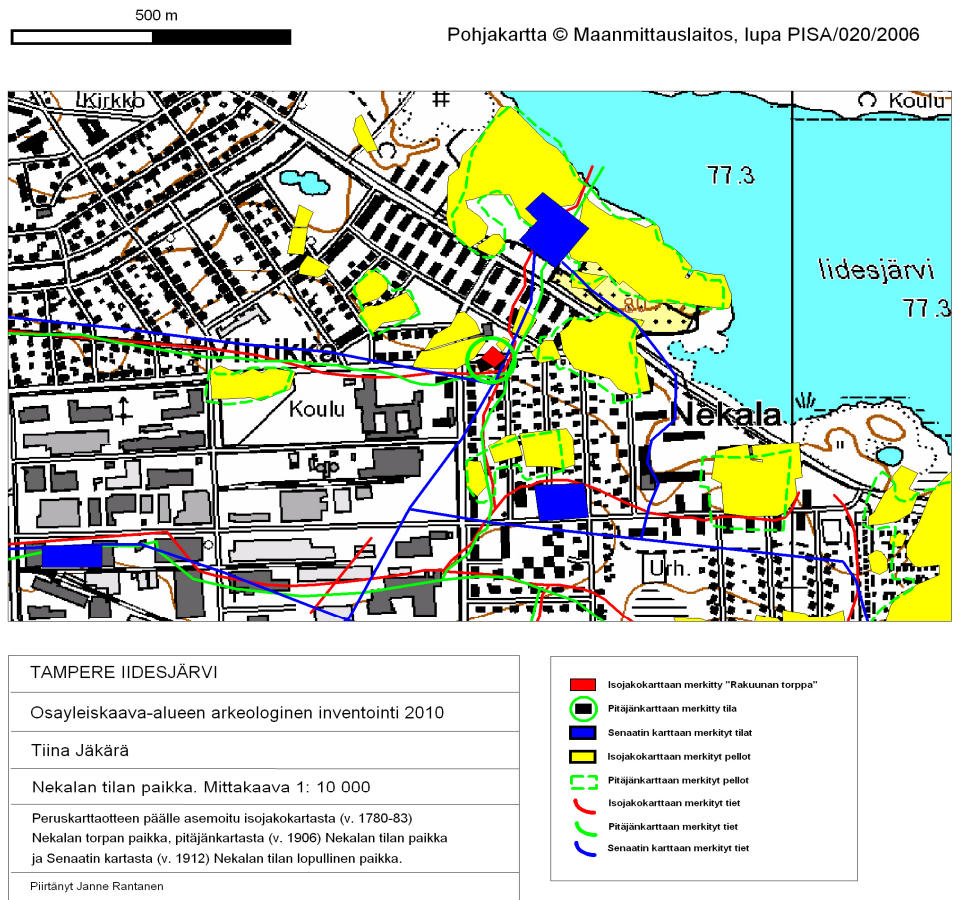 500 m
Pohjakartta © Maanmittauslaitos, lupa PISA/020/2006
Kirkko
Koulu
77.3
Iidesjärvi
77.3
80
Koulu
Nekala
Urh.
TAMPERE IIDESJÄRVI
Osayleiskaava-alueen arkeologinen inventointi 2010
Tiina Jäkärä
Nekalan tilan paikka. Mittakaava 1: 10 000
Peruskarttaotteen päälle asemoitu isojakokartasta (v. 1780-83)
Nekalan torpan paikka, pitäjänkartasta (v. 1906) Nekalan tilan paikka
ja Senaatin kartasta (v. 1912) Nekalan tilan lopullinen paikka.
Piirtänyt Janne Rantanen
Isojakokarttaan merkitty "Rakuunan torppa"
Pitäjänkarttaan merkitty tila
Senaatin karttaan merkityt tilat
Isojakokarttaan merkityt pellot
Pitäjänkarttaan merkityt pellot
Isojakokarttaan merkityt tiet
Pitäjänkarttaan merkityt tiet
Senaatin karttaan merkityt tiet